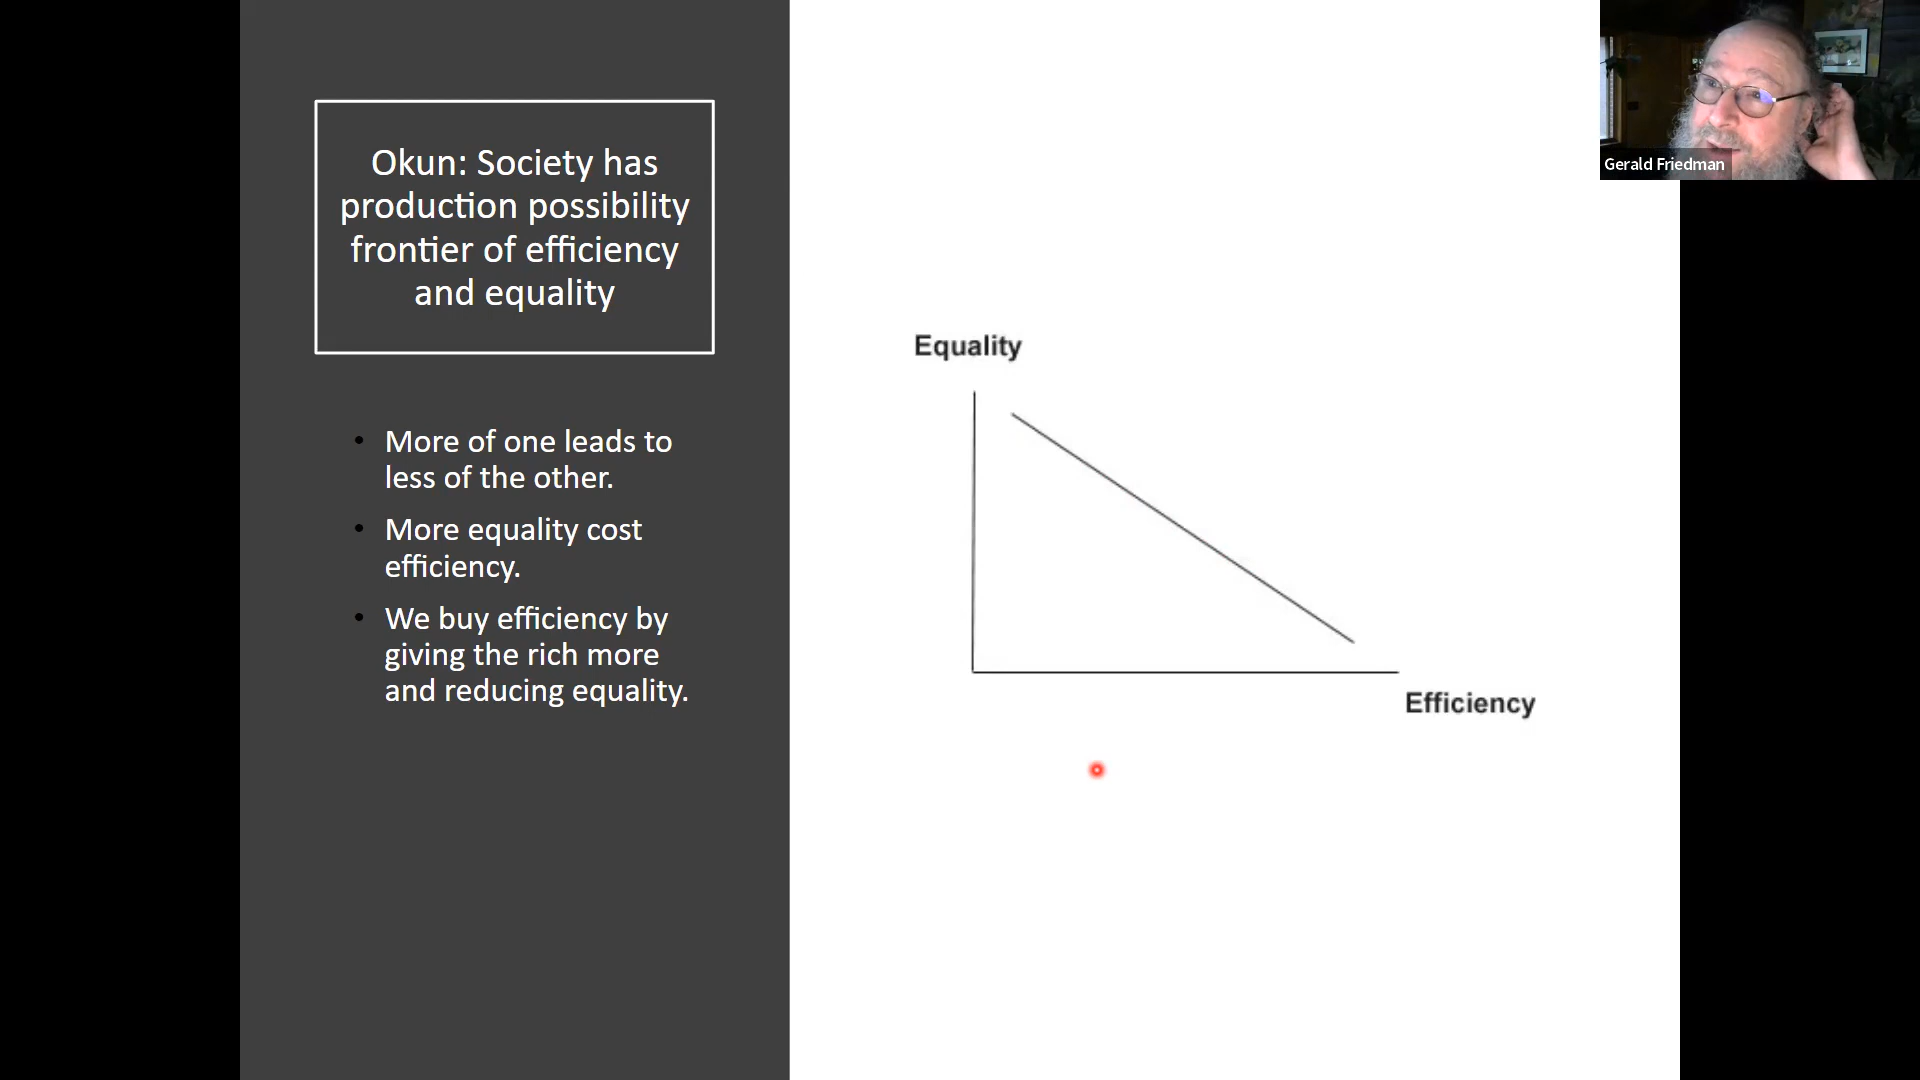 Okun: Society has
production possibility
frontier of efficiency
and equality
• More of one leads to
less of the other.
• More equality cost
efficiency.
• We buy efficiency by
giving the rich more
and reducing equality.
Equality
Efficiency
Gerald Friedman